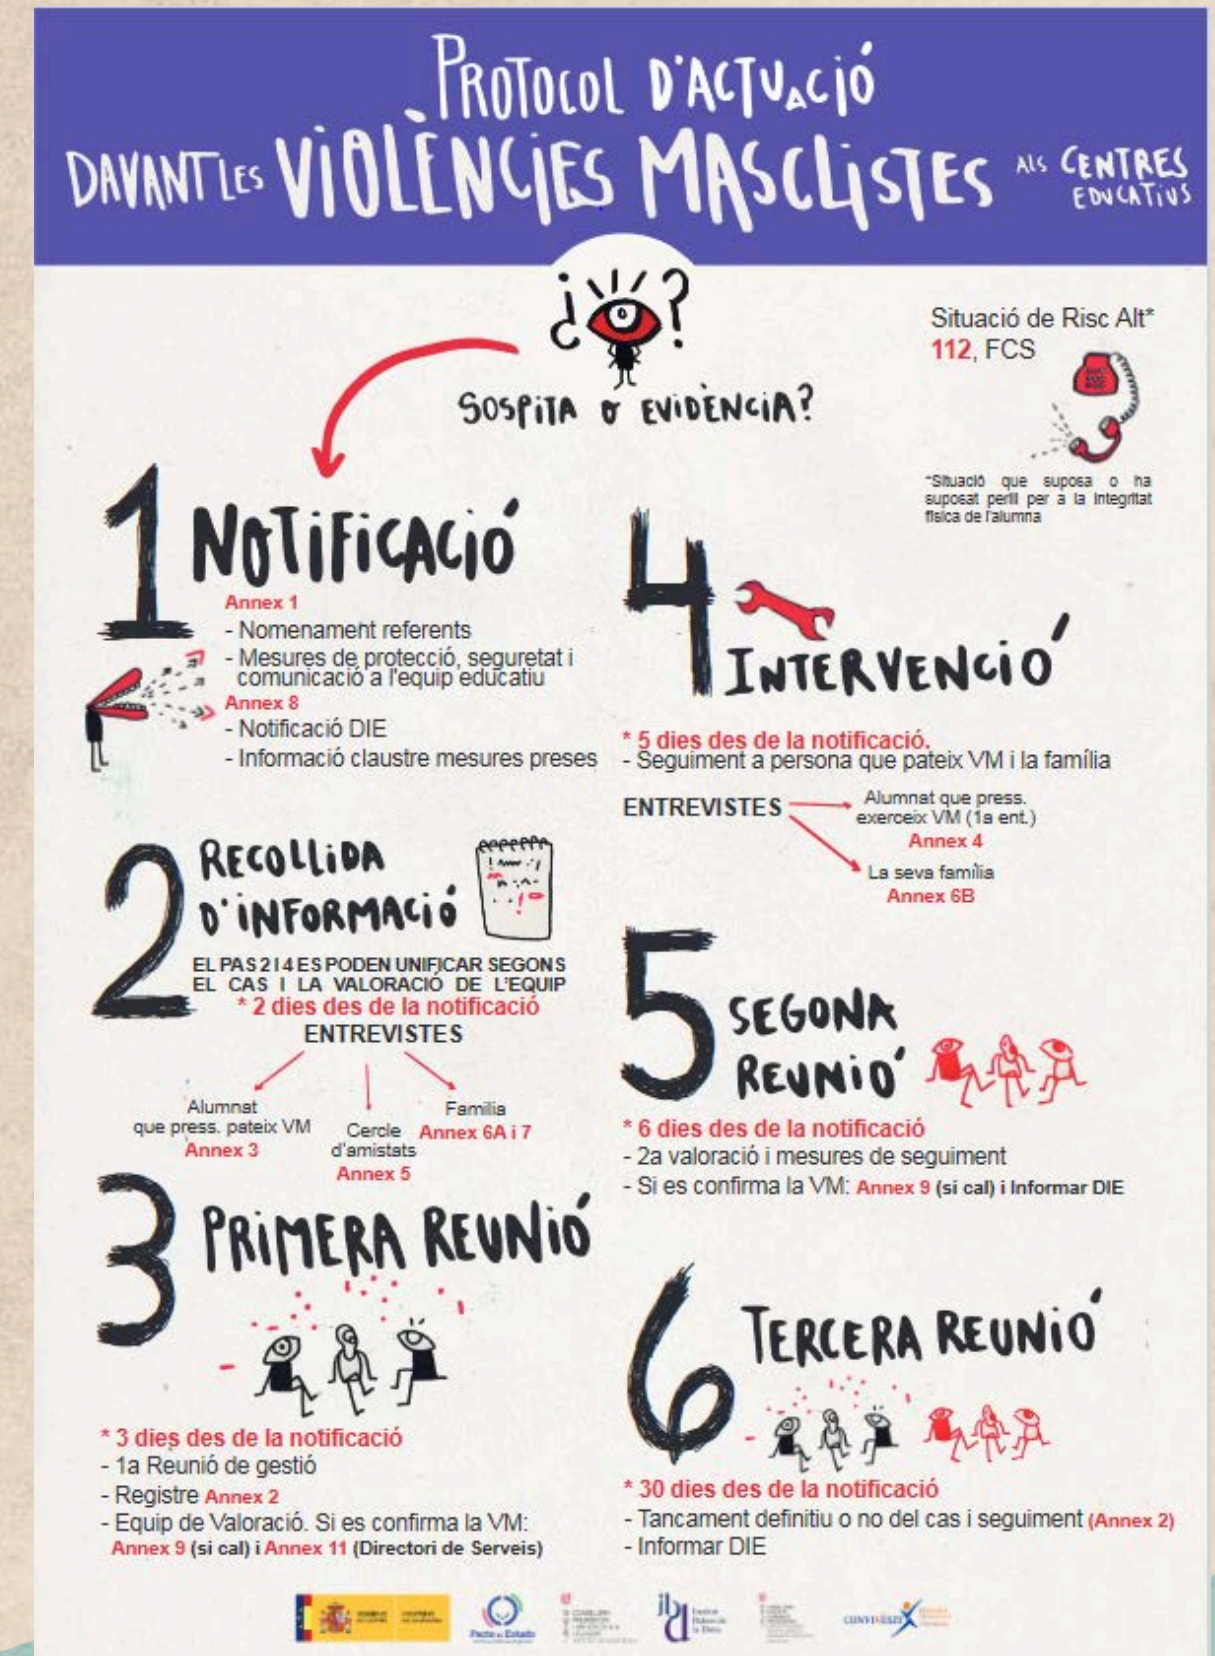 PROTOCOL D'ACTUACIÓ
DAVANT LES VIOLÈNCIES MASCLISTES ALS CENTRES
EDUCATIUS
¿?
SOSPITA O EVIDÈNCIA?
Situació de Risc Alt*
112, FCS
*Situació que suposa o ha
suposat perill per a la integritat
física de l'alumna
1 NOTIFICACIÓ
Annex 1
- Nomenament referents
- Mesures de protecció, seguretat i
comunicació a l'equip educatiu
Annex 8
- Notificació DIE
- Informació claustre mesures preses
2 RECOLLIDA
D'INFORMACIÓ
EL PAS 2 I 4 ES PODEN UNIFICAR SEGONS
EL CAS I LA VALORACIÓ DE L'EQUIP
* 2 dies des de la notificació
ENTREVISTES
Alumnat
que press. pateix VM
Annex 3
Cercle
d'amistats
Annex 5
Família
Annex 6A i 7
3 PRIMERA REUNIÓ
* 3 dies des de la notificació
- 1a Reunió de gestió
- Registre Annex 2
- Equip de Valoració. Si es confirma la VM:
Annex 9 (si cal) i Annex 11 (Directori de Serveis)
4 INTERVENCIÓ
* 5 dies des de la notificació.
- Seguiment a persona que pateix VM i la família
ENTREVISTES
Alumnat que press.
exerceix VM (1a ent.)
Annex 4
La seva família
Annex 6B
5 SEGONA
REUNIÓ
* 6 dies des de la notificació
- 2a valoració i mesures de seguiment
- Si es confirma la VM: Annex 9 (si cal) i Informar DIE
6 TERCERA REUNIÓ
* 30 dies des de la notificació
- Tancament definitiu o no del cas i seguiment (Annex 2)
- Informar DIE
Pacto de Estado
ibd Institut
Balear de
la Dona
CONVIVÈXIT